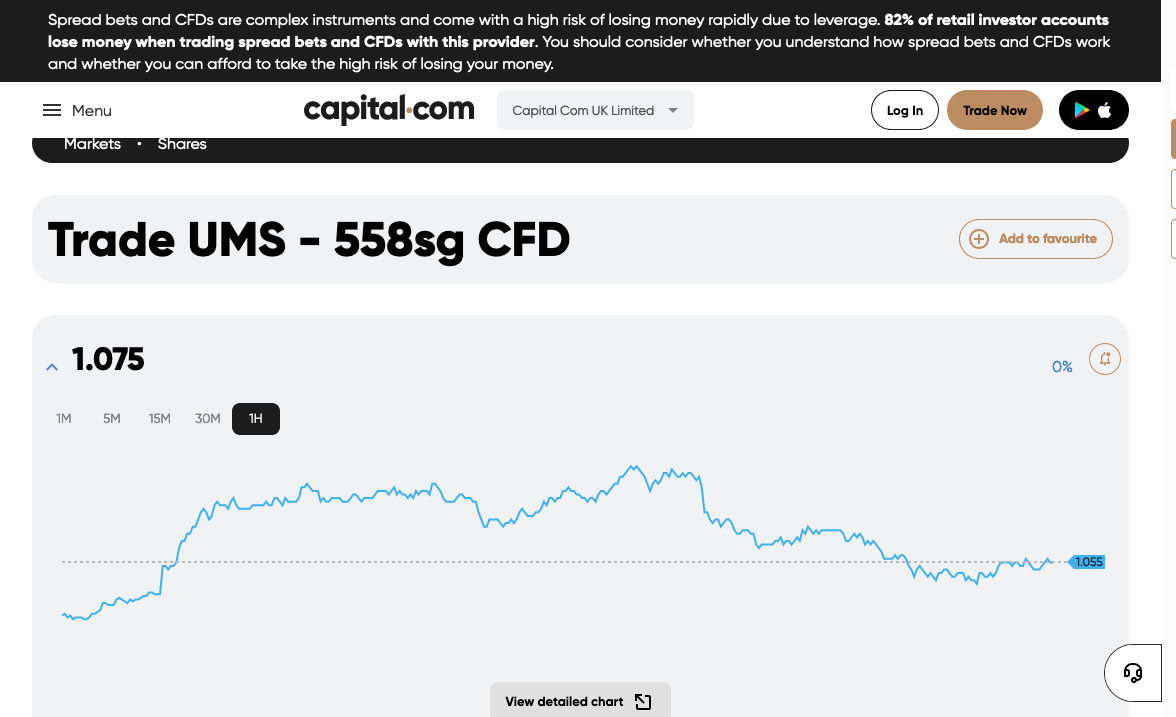 Spread bets and CFDs are complex instruments and come with a high risk of losing money rapidly due to leverage. 82% of retail investor accounts
lose money when trading spread bets and CFDs with this provider. You should consider whether you understand how spread bets and CFDs work
and whether you can afford to take the high risk of losing your money.
Menu
capital.com
Capital Com UK Limited
Log In
Trade Now
Markets • Shares
Trade UMS - 558sg CFD
Add to favourite
1.075
0%
1M 5M 15M 30M 1H
1.055
View detailed chart